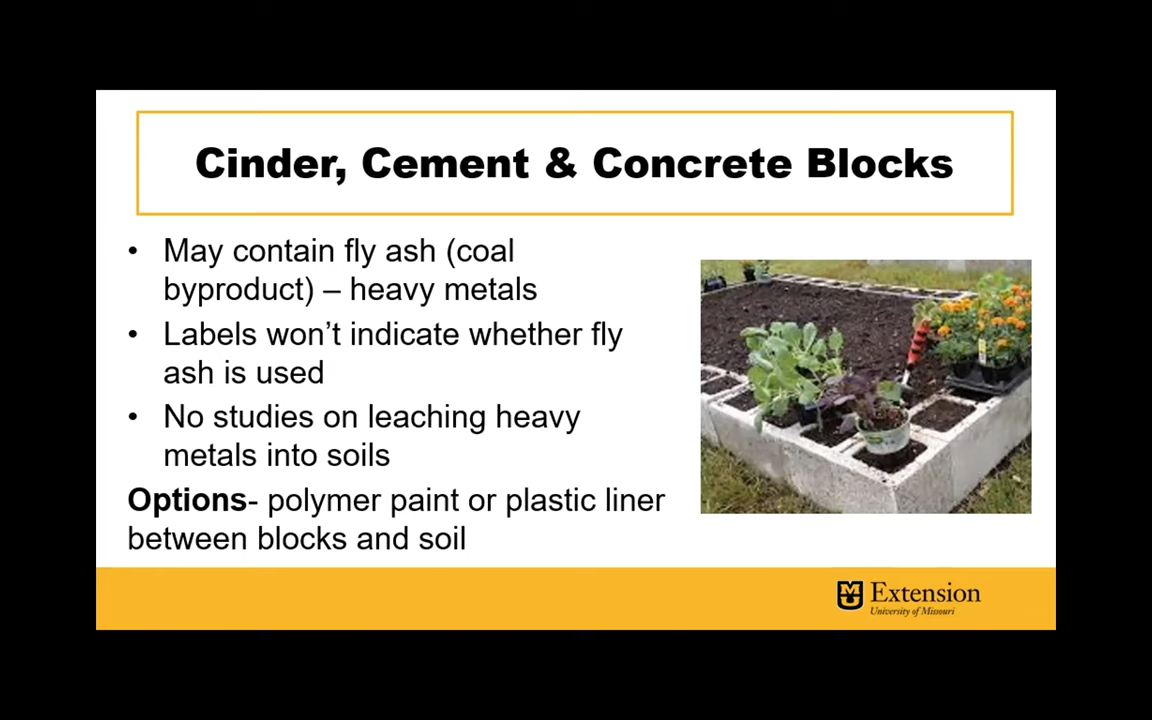 Cinder, Cement & Concrete Blocks
• May contain fly ash (coal
byproduct) – heavy metals
• Labels won’t indicate whether fly
ash is used
• No studies on leaching heavy
metals into soils
Options- polymer paint or plastic liner
between blocks and soil
MU Extension
University of Missouri